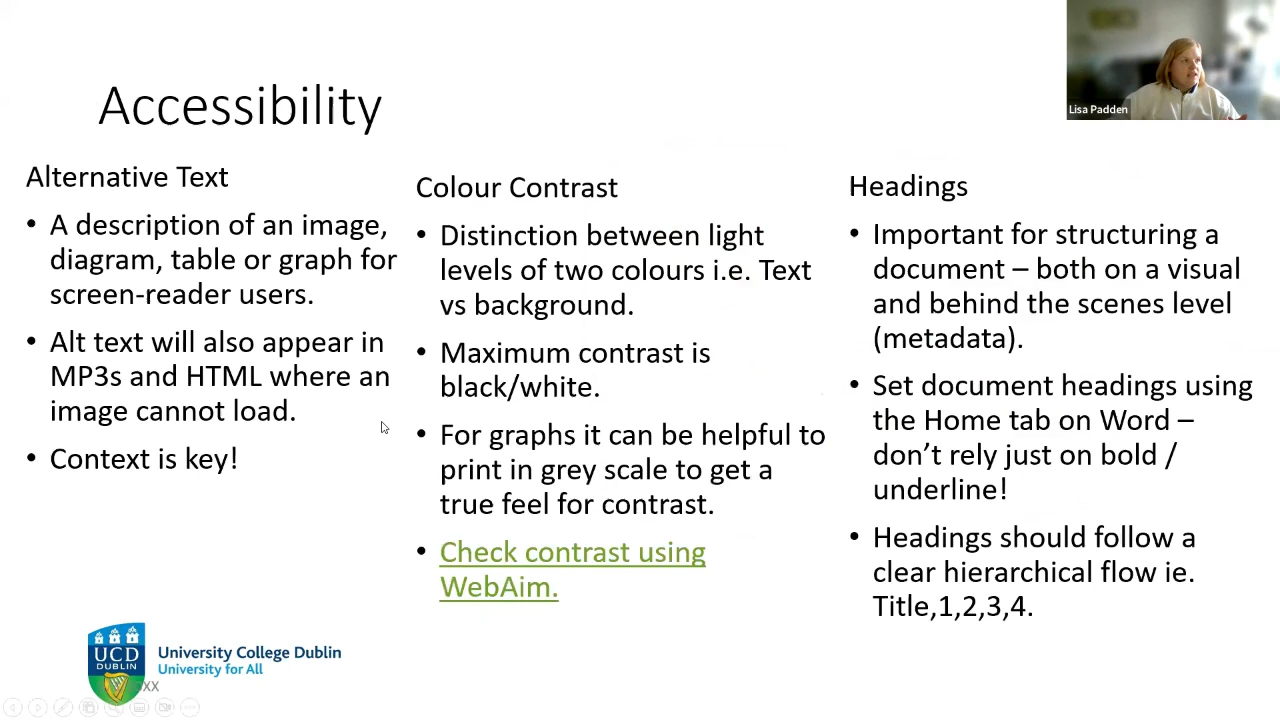 Accessibility
Lisa Padden
Alternative Text
• A description of an image,
diagram, table or graph for
screen-reader users.
• Alt text will also appear in
MP3s and HTML where an
image cannot load.
• Context is key!
Colour Contrast
• Distinction between light
levels of two colours i.e. Text
vs background.
• Maximum contrast is
black/white.
• For graphs it can be helpful to
print in grey scale to get a
true feel for contrast.
• Check contrast using
WebAim.
Headings
• Important for structuring a
document – both on a visual
and behind the scenes level
(metadata).
• Set document headings using
the Home tab on Word –
don’t rely just on bold /
underline!
• Headings should follow a
clear hierarchical flow ie.
Title,1,2,3,4.
UCD
DUBLIN
University College Dublin
University for All